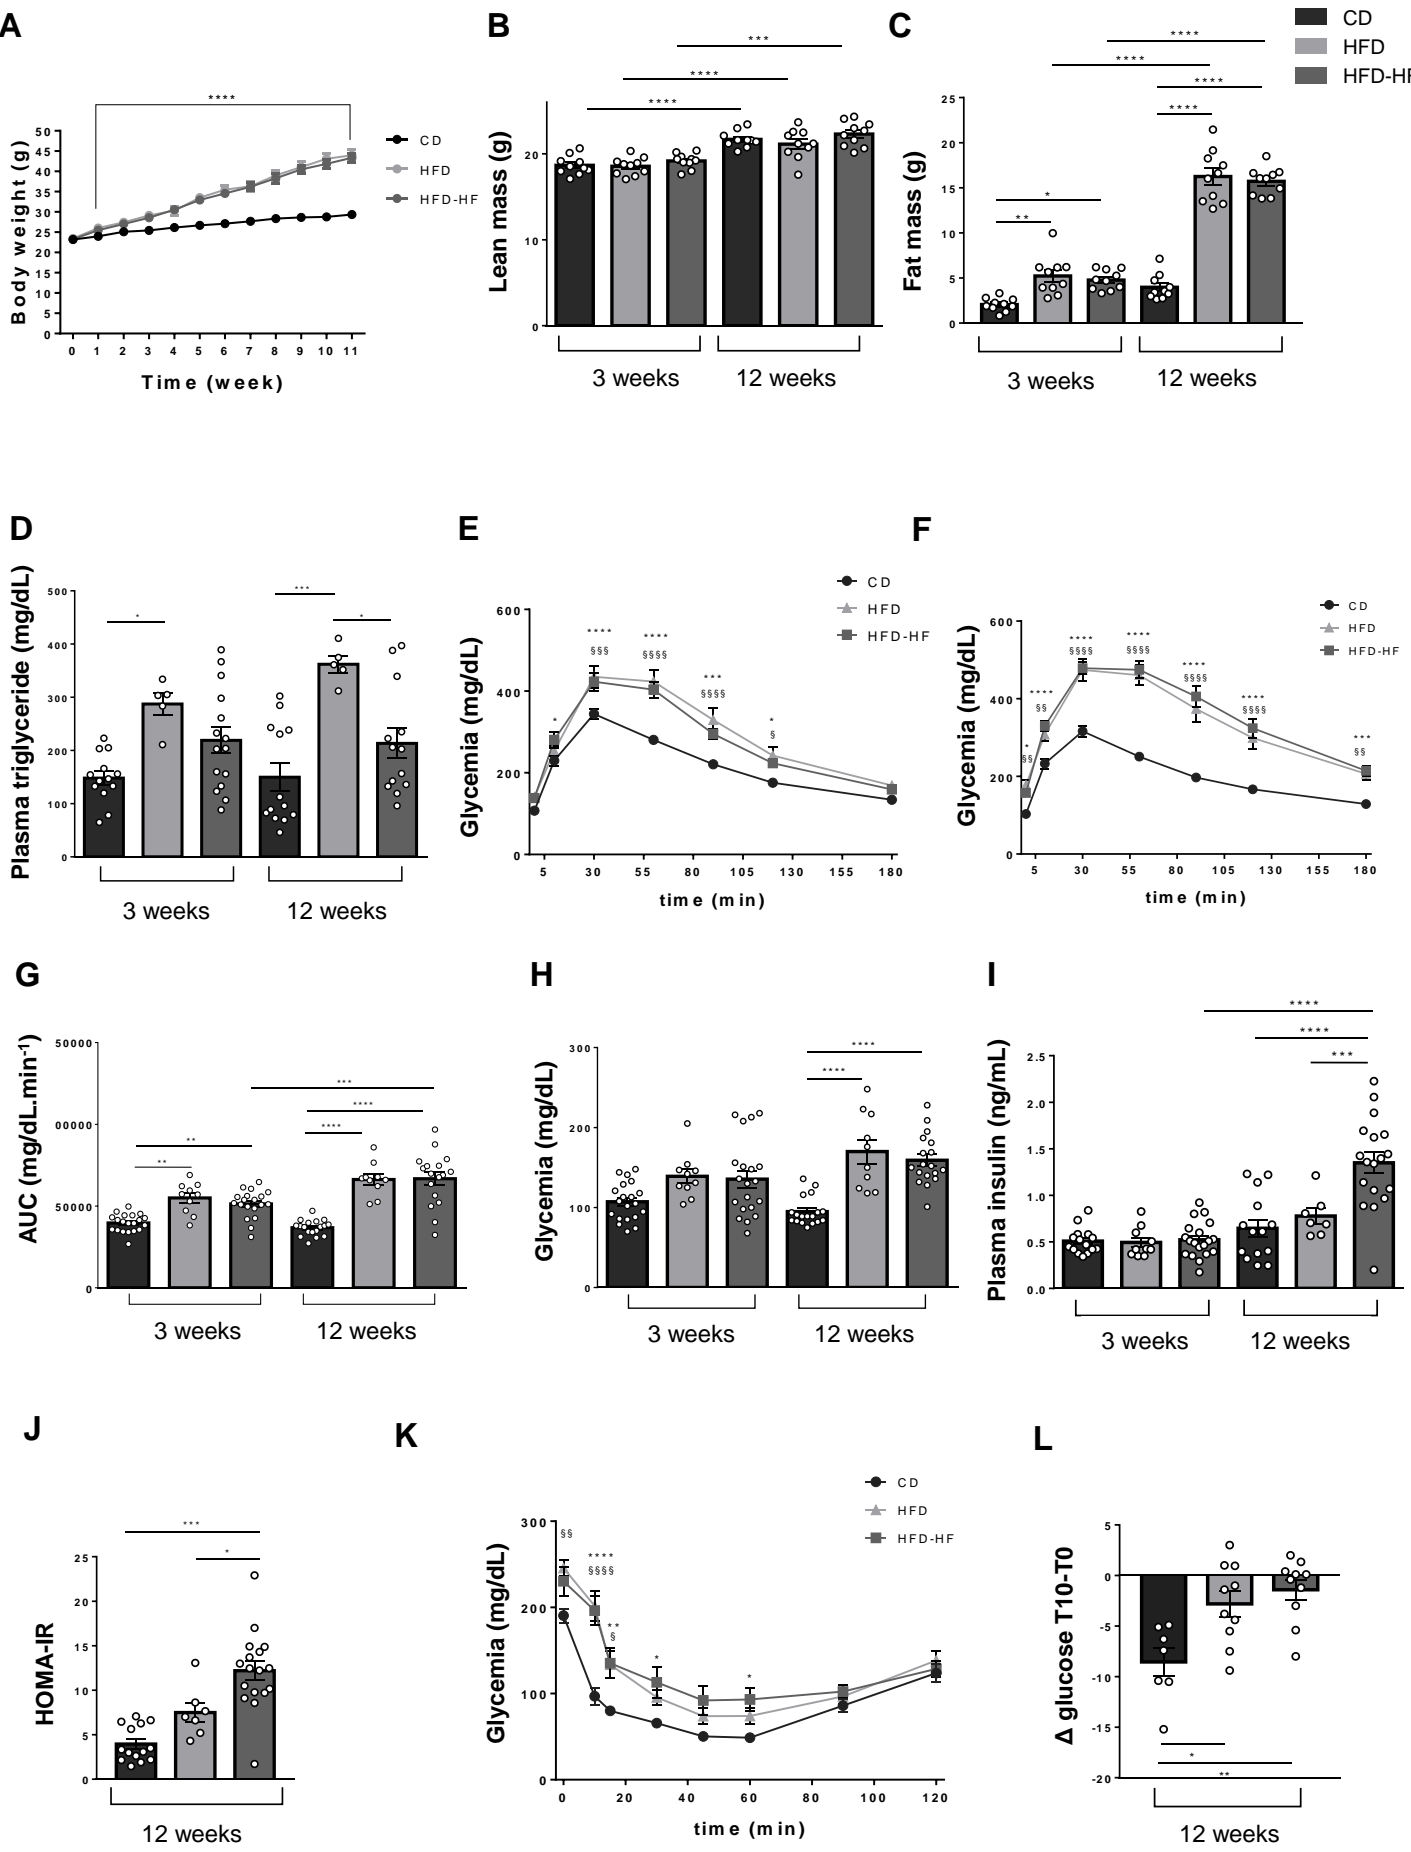 A
B
C
CD
HFD
HFD-HF
****
50
45
40
35
30
25
20
15
10
5
0
Body weight (g)
0 1 2 3 4 5 6 7 8 9 10 11
Time (week)
CD
HFD
HFD-HF
***
****
****
20
10
0
Lean mass (g)
3 weeks 12 weeks
****
****
****
****
*
**
25
20
15
10
5
0
Fat mass (g)
3 weeks 12 weeks
D
E
F
500
400
300
200
100
0
Plasma triglyceride (mg/dL)
* *** *
3 weeks 12 weeks
CD
HFD
HFD-HF
600
400
200
0
Glycemia (mg/dL)
* **** **** *** *
§§§ §§§§ §§§§ §
5 30 55 80 105 130 155 180
time (min)
CD
HFD
HFD-HF
600
400
200
0
Glycemia (mg/dL)
* **** **** **** **** **** ***
§§ §§ §§§§ §§§§ §§§§ §§§§ §§
5 30 55 80 105 130 155 180
time (min)
G
H
I
50000
00000
50000
0
AUC (mg/dL.min-1)
***
****
****
**
**
3 weeks 12 weeks
300
200
100
0
Glycemia (mg/dL)
****
****
3 weeks 12 weeks
2.5
2.0
1.5
1.0
0.5
0.0
Plasma insulin (ng/mL)
****
****
***
3 weeks 12 weeks
J
K
L
25
20
15
10
5
0
HOMA-IR
***
*
12 weeks
CD
HFD
HFD-HF
300
200
100
0
Glycemia (mg/dL)
§§
****
§§§§
**
§
*
*
0 20 40 60 80 100 120
time (min)
5
0
-5
-10
-15
-20
Δ glucose T10-T0
*
**
12 weeks